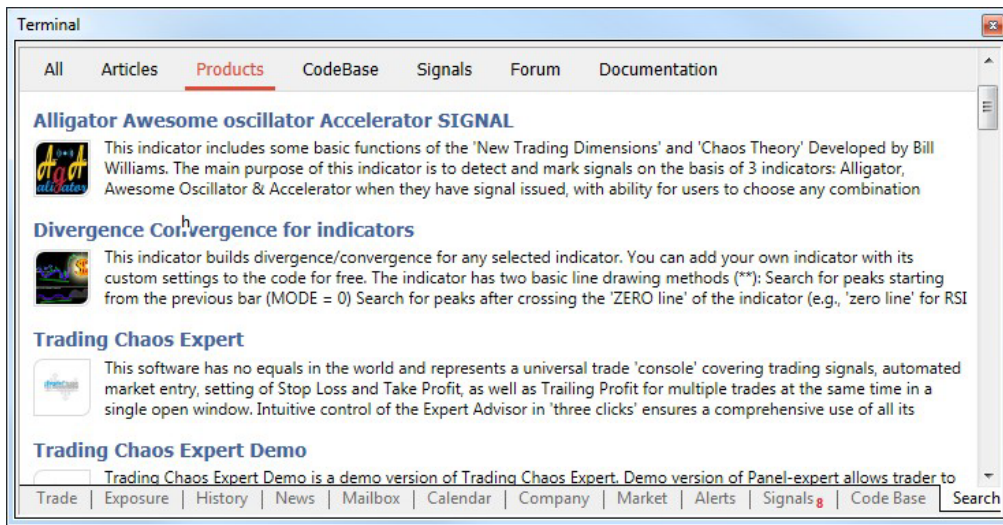 Terminal
All Articles Products CodeBase Signals Forum Documentation
Alligator Awesome oscillator Accelerator SIGNAL
This indicator includes some basic functions of the 'New Trading Dimensions' and 'Chaos Theory' Developed by Bill
Williams. The main purpose of this indicator is to detect and mark signals on the basis of 3 indicators: Alligator,
Awesome Oscillator & Accelerator when they have signal issued, with ability for users to choose any combination
Divergence Convergence for indicators
This indicator builds divergence/convergence for any selected indicator. You can add your own indicator with its
custom settings to the code for free. The indicator has two basic line drawing methods (**): Search for peaks starting
from the previous bar (MODE = 0) Search for peaks after crossing the 'ZERO line' of the indicator (e.g., 'zero line' for RSI
Trading Chaos Expert
This software has no equals in the world and represents a universal trade 'console' covering trading signals, automated
market entry, setting of Stop Loss and Take Profit, as well as Trailing Profit for multiple trades at the same time in a
single open window. Intuitive control of the Expert Advisor in 'three clicks' ensures a comprehensive use of all its
Trading Chaos Expert Demo
Trading Chaos Expert Demo is a demo version of Trading Chaos Expert. Demo version of Panel-expert allows trader to
Trade | Exposure | History | News | Mailbox | Calendar | Company | Market | Alerts | Signals 8 | Code Base | Search